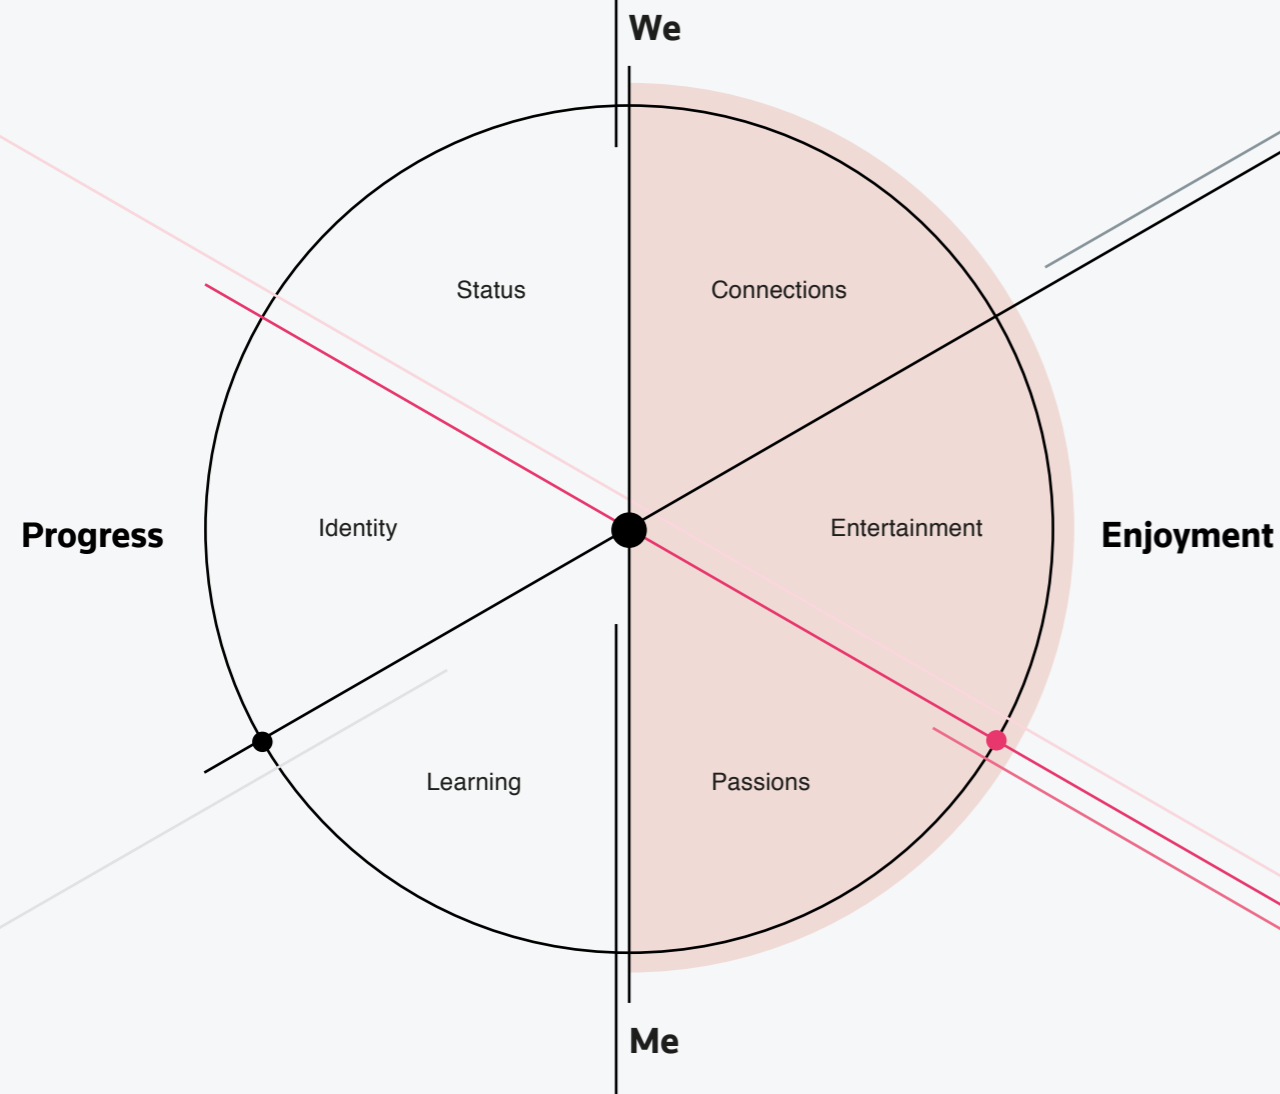 We
Status
Connections
Progress
Identity
Entertainment
Enjoyment
Learning
Passions
Me